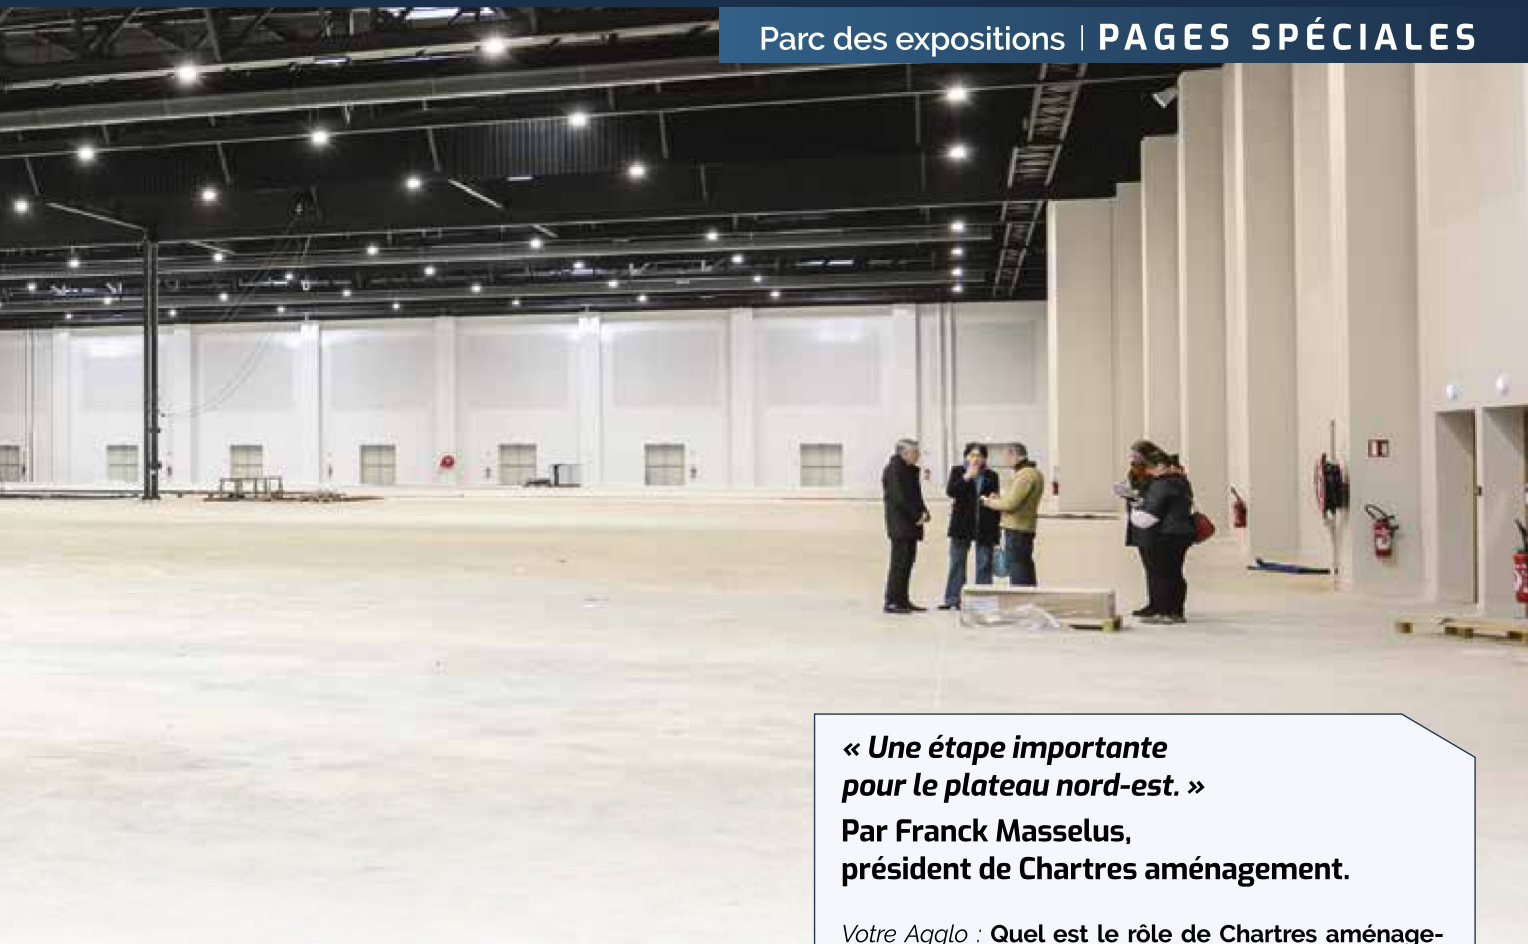 Parc des expositions | PAGES SPÉCIALES
« Une étape importante
pour le plateau nord-est. »
Par Franck Masselus,
président de Chartres aménagement.
Votre Agglo : Quel est le rôle de Chartres aménage-